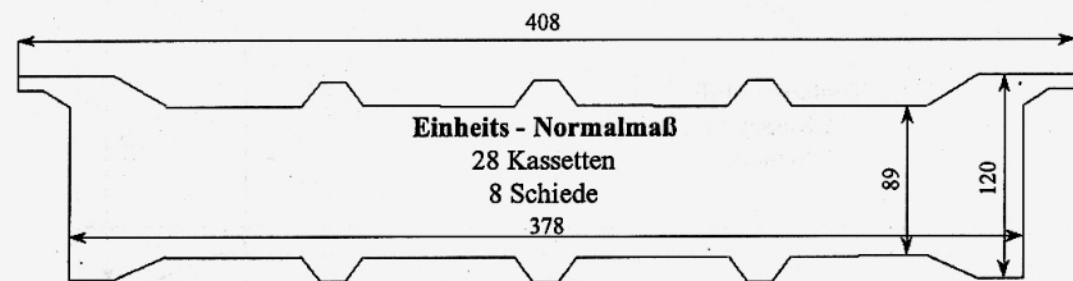 408
Einheits - Normalmaß
28 Kassetten
8 Schiede
89
120
378